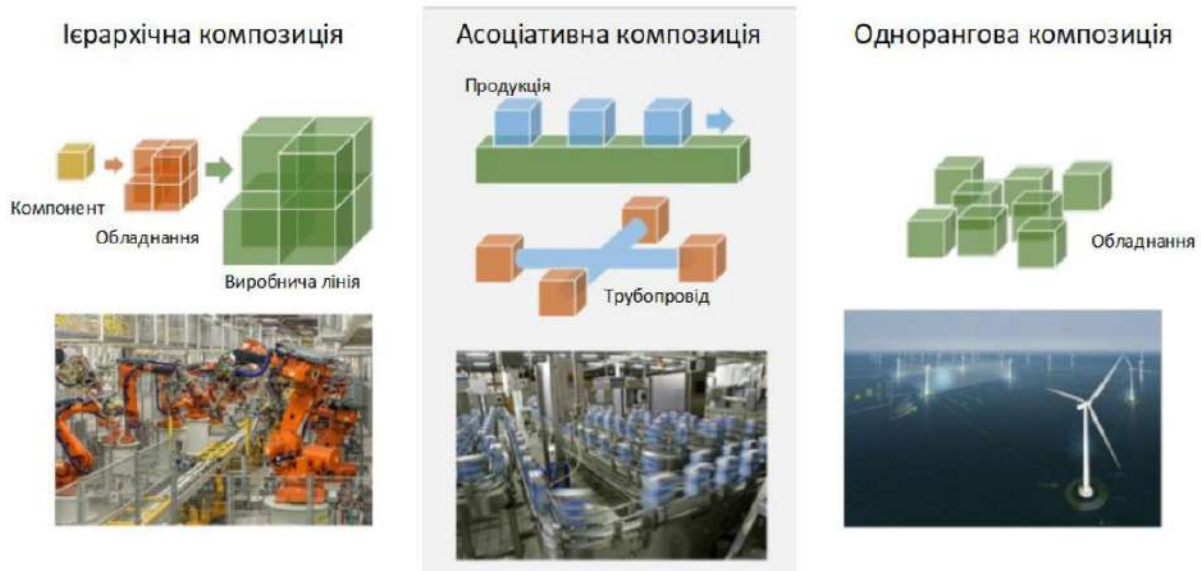 Ієрархічна композиція
Компонент
Обладнання
Виробнича лінія
Асоціативна композиція
Продукція
Трубопровід
Однорангова композиція
Обладнання